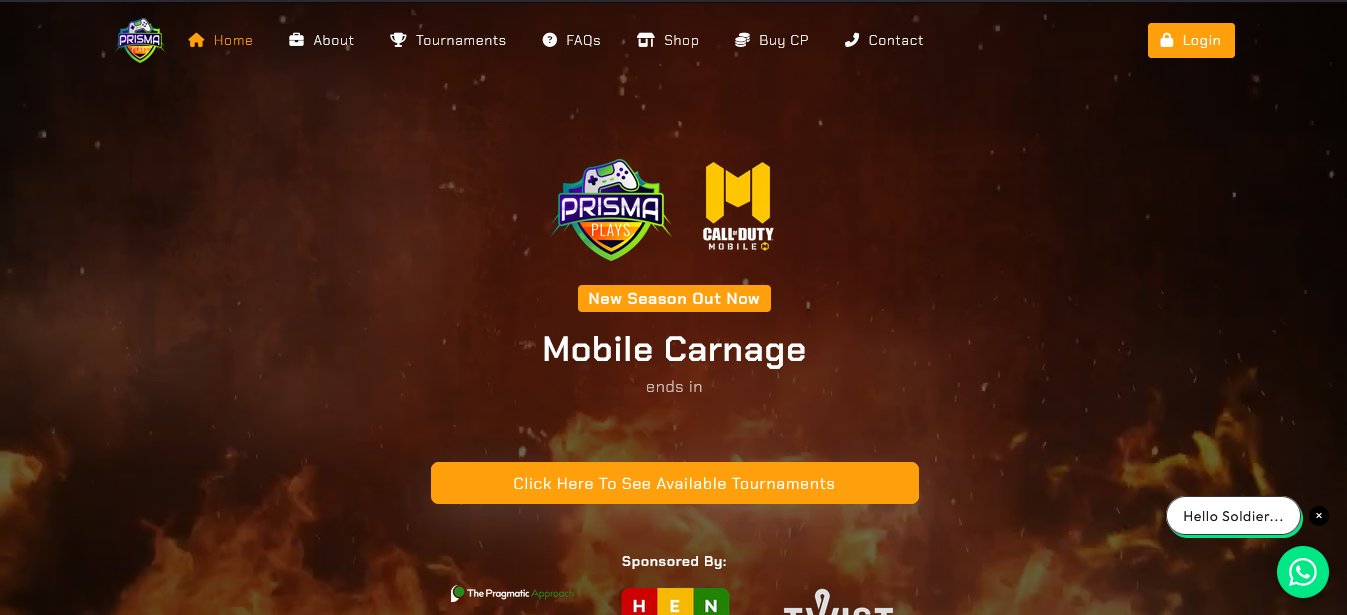 PRISMA
PLAYS
Home
About
Tournaments
FAQs
Shop
Buy CP
Contact
Login
PRISMA
PLAYS
CALL OF DUTY
MOBILE
New Season Out Now
Mobile Carnage
ends in
Click Here To See Available Tournaments
Hello Soldier...
×
Sponsored By:
The Pragmatic Approach
H E N
TWIST